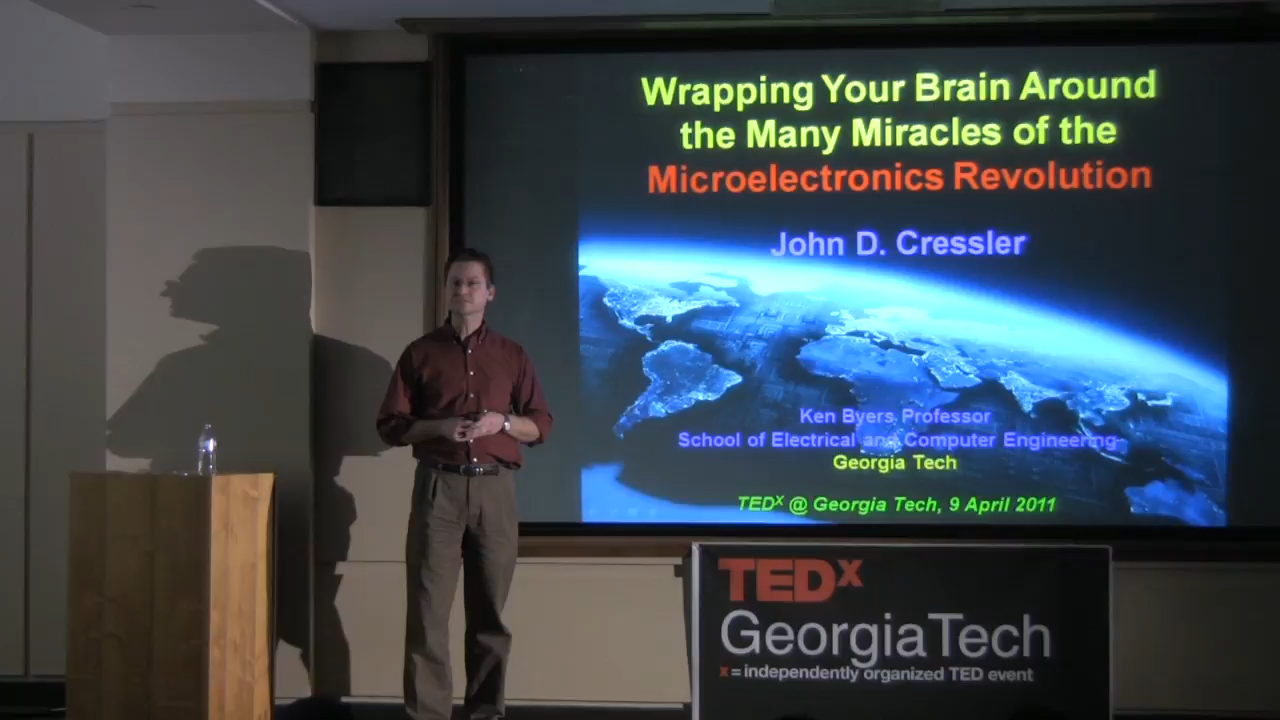 Wrapping Your Brain Around
the Many Miracles of the
Microelectronics Revolution
John D. Cressler
Ken Byers Professor
School of Electrical and Computer Engineering
Georgia Tech
TEDx @ Georgia Tech, 9 April 2011
TEDx
GeorgiaTech
x = independently organized TED event